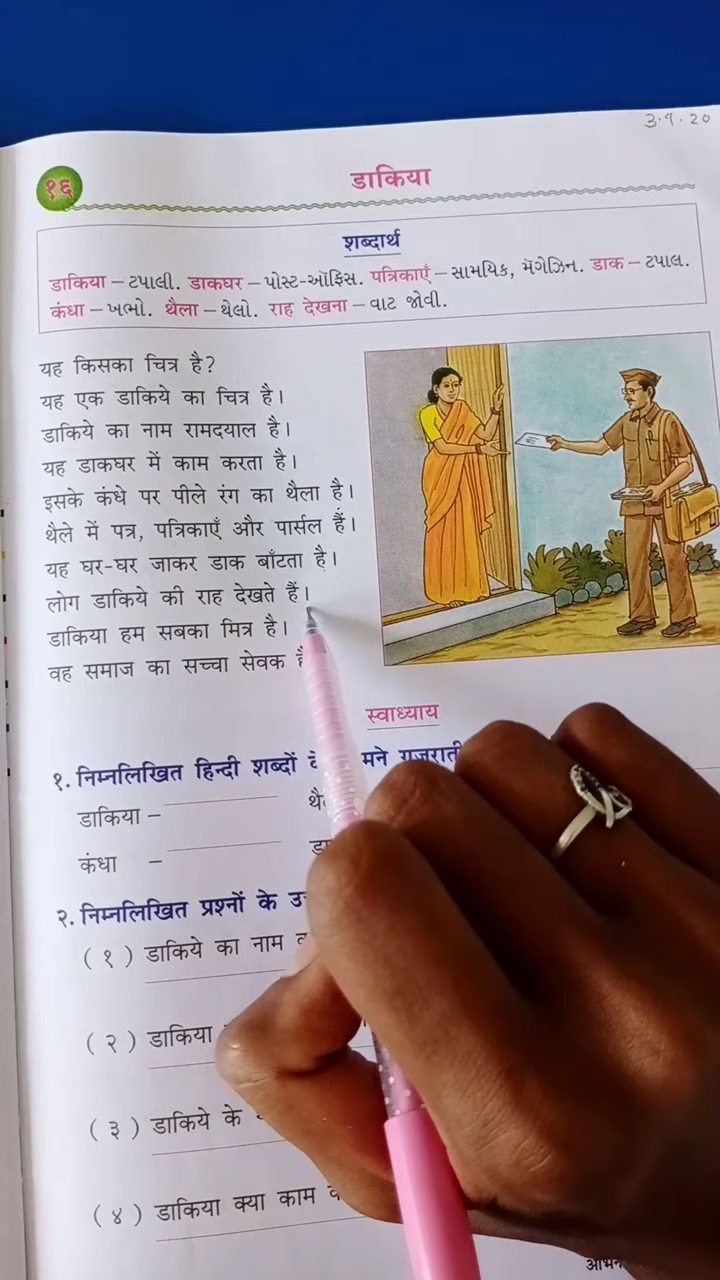 3.9.20
१६
डाकिया
शब्दार्थ
डाकिया – ટપાલી. डाकघर – પોસ્ટ-ઑફિસ. पत्रिकाएँ – સામયિક, મૅગેઝિન. डाक – ટપાલ.
कंधा – ખભો. थैला – થેલો. राह देखना – વાટ જોવી.
यह किसका चित्र है?
यह एक डाकिये का चित्र है।
डाकिये का नाम रामदयाल है।
यह डाकघर में काम करता है।
इसके कंधे पर पीले रंग का थैला है।
थैले में पत्र, पत्रिकाएँ और पार्सल हैं।
यह घर-घर जाकर डाक बाँटता है।
लोग डाकिये की राह देखते हैं।
डाकिया हम सबका मित्र है।
वह समाज का सच्चा सेवक
स्वाध्याय
१. निम्नलिखित हिन्दी शब्दों
डाकिया –
कंधा –
२. निम्नलिखित प्रश्नों के
(१) डाकिये का नाम
(२) डाकिया
(३) डाकिये के
(४) डाकिया क्या काम